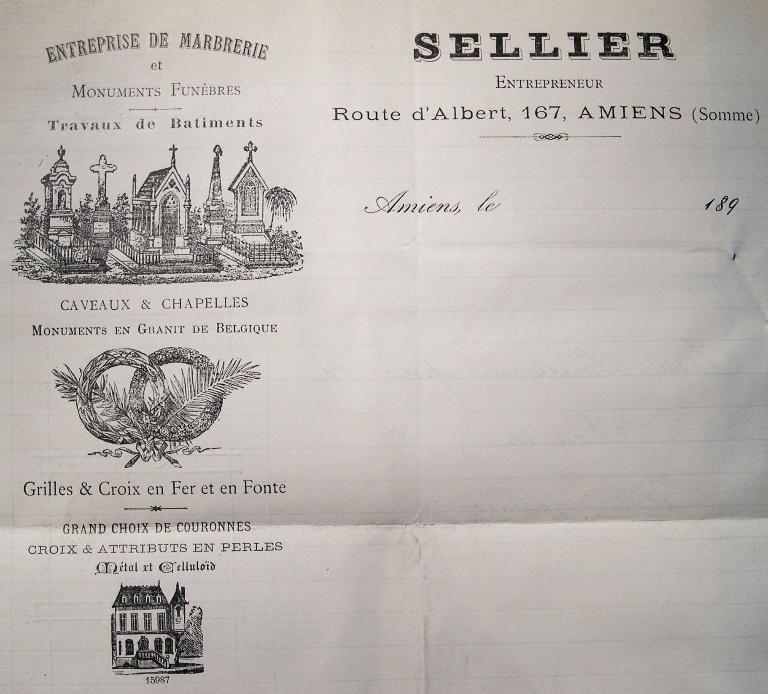 ENTREPRISE DE MARBRERIE
et
MONUMENTS FUNÈBRES
Travaux de Batiments
CAVEAUX & CHAPELLES
MONUMENTS EN GRANIT DE BELGIQUE
Grilles & Croix en Fer et en Fonte
GRAND CHOIX DE COURONNES
CROIX & ATTRIBUTS EN PERLES
Métal et Celluloïd
15987
SELLIER
ENTREPRENEUR
Route d'Albert, 167, AMIENS (Somme)
Amiens, le 189